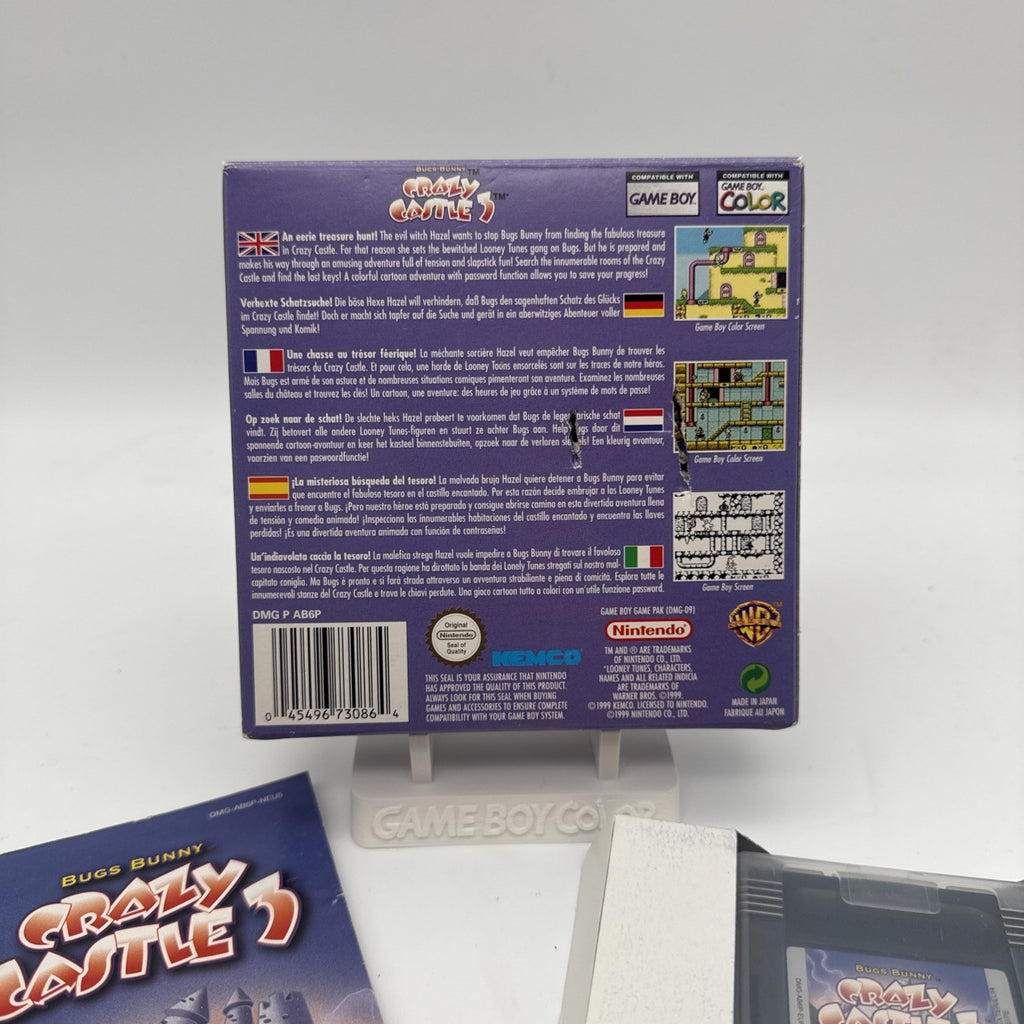 BUGS BUNNY™
CRAZY
CASTLE 3™
COMPATIBLE WITH
GAME BOY
COMPATIBLE WITH
GAME BOY
COLOR
An eerie treasure hunt! The evil witch Hazel wants to stop Bugs Bunny from finding the fabulous treasure
in Crazy Castle. For that reason she sets the bewitched Looney Tunes gang on Bugs. But he is prepared and
makes his way through an amusing adventure full of tension and slapstick fun! Search the innumerable rooms of the Crazy
Castle and find the lost keys! A colorful cartoon adventure with password function allows you to save your progress!
Game Boy Color Screen
Verhexte Schatzsuche! Die böse Hexe Hazel will verhindern, daß Bugs den sagenhaften Schatz des Glücks
im Crazy Castle findet! Doch er macht sich tapfer auf die Suche und gerät in ein aberwitziges Abenteuer voller
Spannung und Komik!
Une chasse au trésor féerique! La méchante sorcière Hazel veut empêcher Bugs Bunny de trouver les
trésors du Crazy Castle. Et pour cela, une horde de Looney Toons ensorcelés sont sur les traces de notre héros.
Mais Bugs est armé de son astuce et de nombreuses situations comiques pimenteront son aventure. Examinez les nombreuses
salles du château et trouvez les clés! Un cartoon, une aventure: des heures de jeu grâce à un système de mots de passe!
Game Boy Color Screen
Op zoek naar de schat! De slechte heks Hazel probeert te voorkomen dat Bugs de lege arische schat
vindt. Zij betovert alle andere Looney Tunes-figuren en stuurt ze achter Bugs aan. Help gs door dit
spannende cartoon-avontuur en keer het kasteel binnenstebuiten, opzoek naar de verloren s ls! Een kleurig avontuur,
voorzien van een paswoordfunctie!
¡La misteriosa búsqueda del tesoro! La malvada bruja Hazel quiere detener a Bugs Bunny para evitar
que encuentre el fabuloso tesoro en el castillo encantado. Por esta razón decide embrujar a las Looney Tunes
y enviarles a frenar a Bugs. ¡Pero nuestro héroe está preparado y consigue abrirse camino en esta divertida aventura llena
de tensión y comedia animada! ¡Inspecciona las innumerables habitaciones del castillo encantado y encuentra las llaves
perdidas! ¡Es una divertida aventura animada con función de contraseñas!
Un'indiavolata caccia la tesoro! La malefica strega Hazel vuole impedire a Bugs Bunny di trovare il favoloso
tesoro nascosto nel Crazy Castle. Per questa ragione ha dirottato la banda dei Lonely Tunes stregati sul nostro mal-
capitato coniglio. Ma Bugs è pronto e si farà strada attraverso un avventura strabiliante e piena di comicità. Esplora tutte le
innumerevoli stanze del Crazy Castle e trova le chiavi perdute. Una gioco cartoon tutto a colori con un'utile funzione password.
Game Boy Screen
DMG P AB6P
0 45496 73086 4
Original
Nintendo
Seal of
Quality
KEMCO
THIS SEAL IS YOUR ASSURANCE THAT NINTENDO
HAS APPROVED THE QUALITY OF THIS PRODUCT.
ALWAYS LOOK FOR THIS SEAL WHEN BUYING
GAMES AND ACCESSORIES TO ENSURE COMPLETE
COMPATIBILITY WITH YOUR GAME BOY SYSTEM.
GAME BOY GAME PAK (DMG-09)
Nintendo®
TM AND ® ARE TRADEMARKS
OF NINTENDO CO., LTD.
"LOONEY TUNES, CHARACTERS,
NAMES AND ALL RELATED INDICIA
ARE TRADEMARKS OF
WARNER BROS. ©1999.
©1999 KEMCO. LICENSED TO NINTENDO.
©1999 NINTENDO CO., LTD.
MADE IN JAPAN
FABRIQUE AU JAPON
GAME BOY COLOR
DMG-AB6P-NEU5
BUGS BUNNY
CRAZY
CASTLE 3
BUGS BUNNY
CRAZY
CASTLE 3